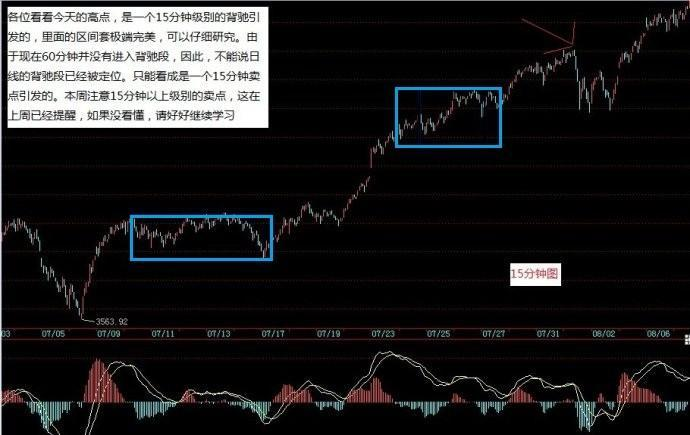 各位看看今天的高点，是一个15分钟级别的背驰引
发的，里面的区间套极端完美，可以仔细研究。由
于现在60分钟并没有进入背驰段，因此，不能说日
线的背驰段已经被定位。只能看成是一个15分钟卖
点引发的。本周注意15分钟以上级别的卖点，这在
上周已经提醒，如果没看懂，请好好继续学习
15分钟图
3563.92
03 07/05 07/09 07/11 07/13 07/17 07/19 07/23 07/25 07/27 07/31 08/02 08/06